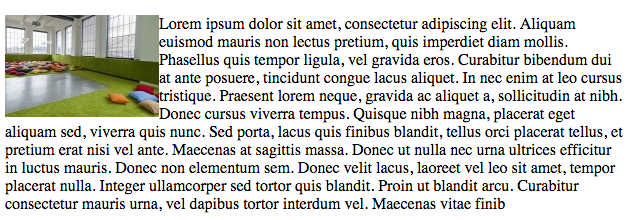 Lorem ipsum dolor sit amet, consectetur adipiscing elit. Aliquam
euismod mauris non lectus pretium, quis imperdiet diam mollis.
Phasellus quis tempor ligula, vel gravida eros. Curabitur bibendum dui
at ante posuere, tincidunt congue lacus aliquet. In nec enim at leo cursus
tristique. Praesent lorem neque, gravida ac aliquet a, sollicitudin at nibh.
Donec cursus viverra tempus. Quisque nibh magna, placerat eget
aliquam sed, viverra quis nunc. Sed porta, lacus quis finibus blandit, tellus orci placerat tellus, et
pretium erat nisi vel ante. Maecenas at sagittis massa. Donec ut nulla nec urna ultrices efficitur
in luctus mauris. Donec non elementum sem. Donec velit lacus, laoreet vel leo sit amet, tempor
placerat nulla. Integer ullamcorper sed tortor quis blandit. Proin ut blandit arcu. Curabitur
consectetur mauris urna, vel dapibus tortor interdum vel. Maecenas vitae finib